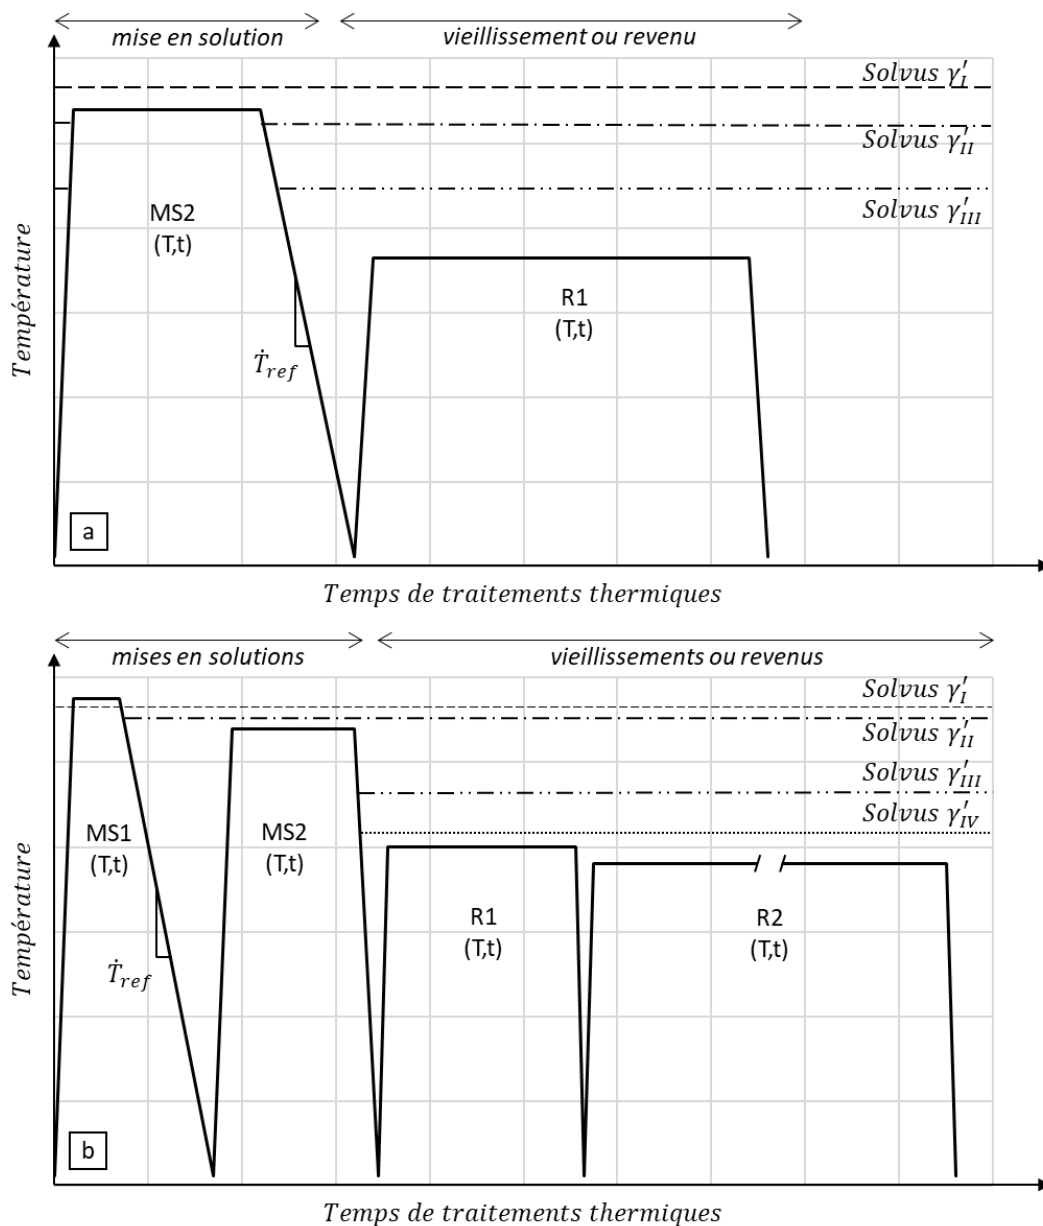 mise en solution
vieillissement ou revenu
Solvus γ′I
Solvus γ′II
Solvus γ′III
MS2
(T,t)
R1
(T,t)
Ṫref
Température
a
Temps de traitements thermiques
mises en solutions
vieillissements ou revenus
Solvus γ′I
Solvus γ′II
Solvus γ′III
Solvus γ′IV
MS1
(T,t)
MS2
(T,t)
R1
(T,t)
R2
(T,t)
Ṫref
Température
b
Temps de traitements thermiques